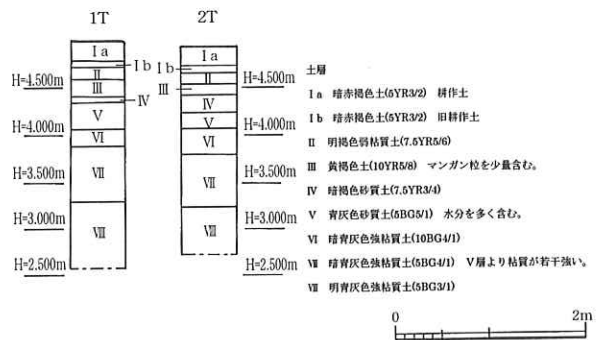 1T 2T
Ⅰa Ⅰa
Ⅰb Ⅰb
Ⅱ Ⅱ
Ⅲ Ⅲ
Ⅳ Ⅳ
Ⅴ Ⅴ
Ⅵ Ⅵ
Ⅶ Ⅶ
Ⅷ Ⅷ
H=4.500m H=4.500m
H=4.000m H=4.000m
H=3.500m H=3.500m
H=3.000m H=3.000m
H=2.500m H=2.500m
土層
Ⅰa 暗赤褐色土(5YR3/2) 耕作土
Ⅰb 暗赤褐色土(5YR3/2) 旧耕作土
Ⅱ 明褐色弱粘質土(7.5YR5/6)
Ⅲ 黄褐色土(10YR5/8) マンガン粒を少量含む。
Ⅳ 暗褐色砂質土(7.5YR3/4)
Ⅴ 青灰色砂質土(5BG5/1) 水分を多く含む。
Ⅵ 暗青灰色強粘質土(10BG4/1)
Ⅶ 暗青灰色強粘質土(5BG4/1) Ⅴ層より粘質が若干強い。
Ⅶ 明青灰色強粘質土(5BG3/1)
0 2m